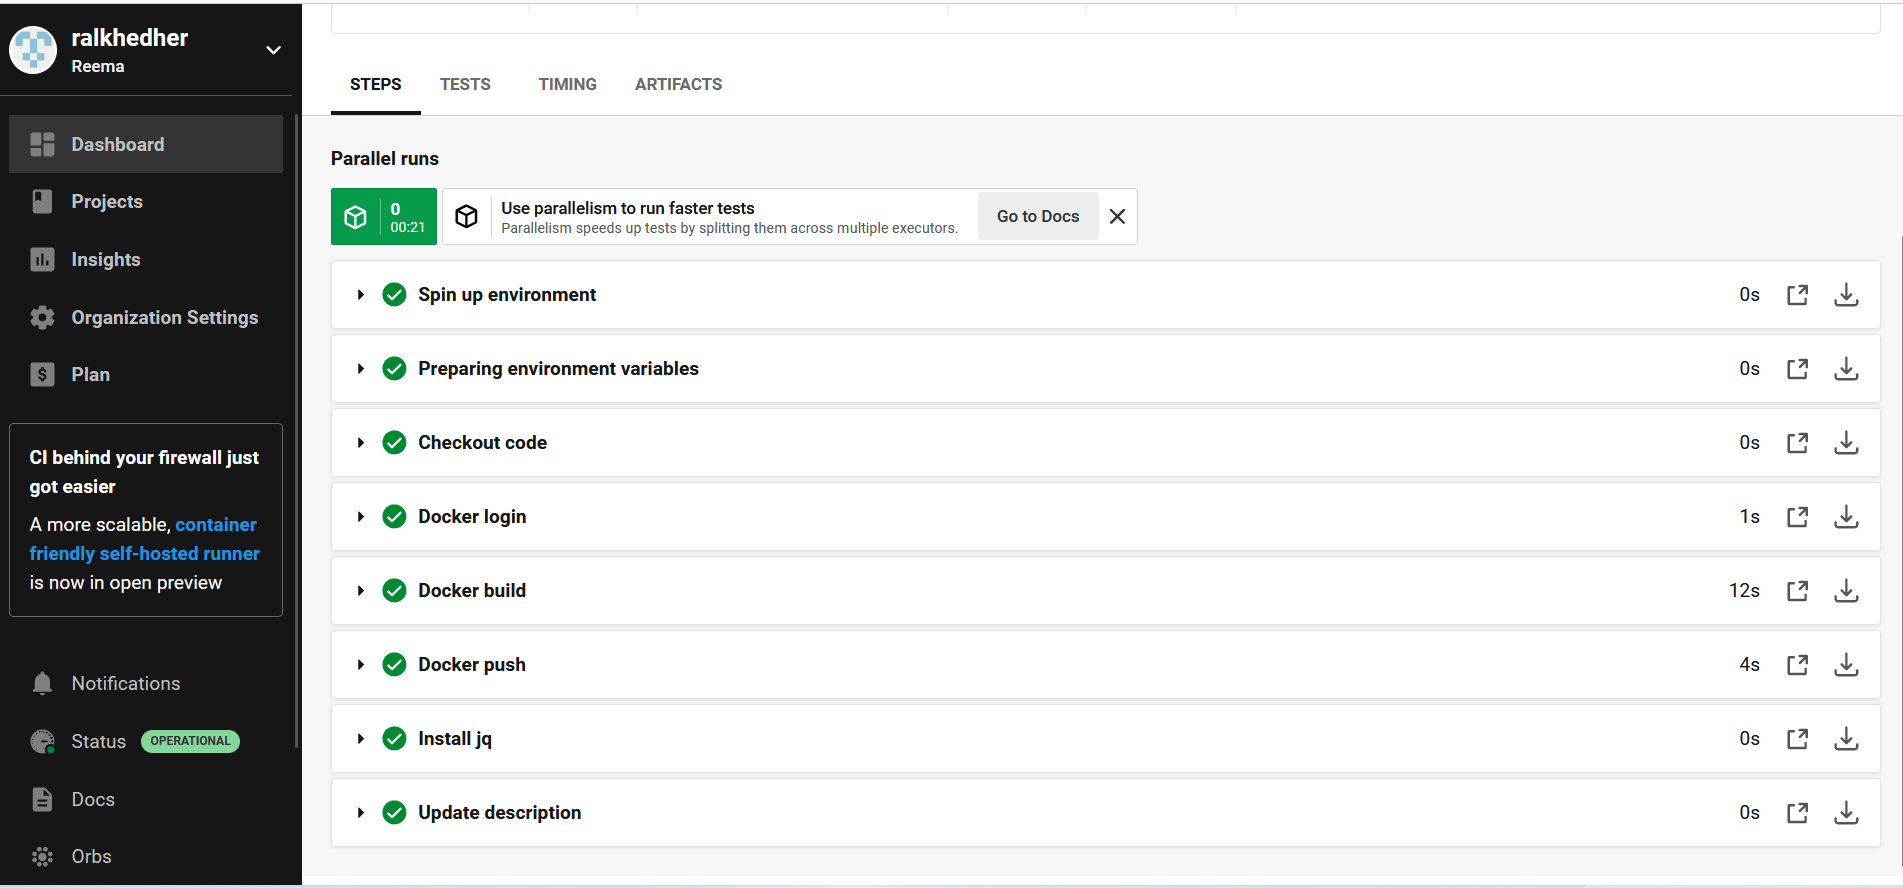 ralkhedher
Reema
Dashboard
Projects
Insights
Organization Settings
Plan
CI behind your firewall just
got easier
A more scalable, container
friendly self-hosted runner
is now in open preview
Notifications
Status OPERATIONAL
Docs
Orbs
STEPS TESTS TIMING ARTIFACTS
Parallel runs
0
00:21
Use parallelism to run faster tests
Parallelism speeds up tests by splitting them across multiple executors.
Go to Docs
Spin up environment 0s
Preparing environment variables 0s
Checkout code 0s
Docker login 1s
Docker build 12s
Docker push 4s
Install jq 0s
Update description 0s